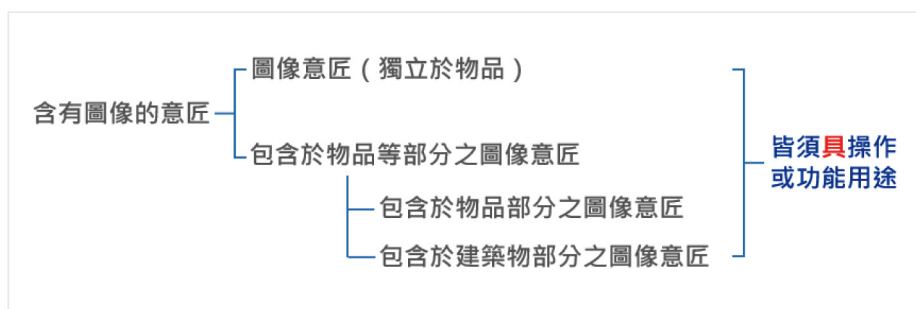 圖像意匠（獨立於物品）
含有圖像的意匠
包含於物品等部分之圖像意匠
包含於物品部分之圖像意匠
包含於建築物部分之圖像意匠
皆須具操作
或功能用途